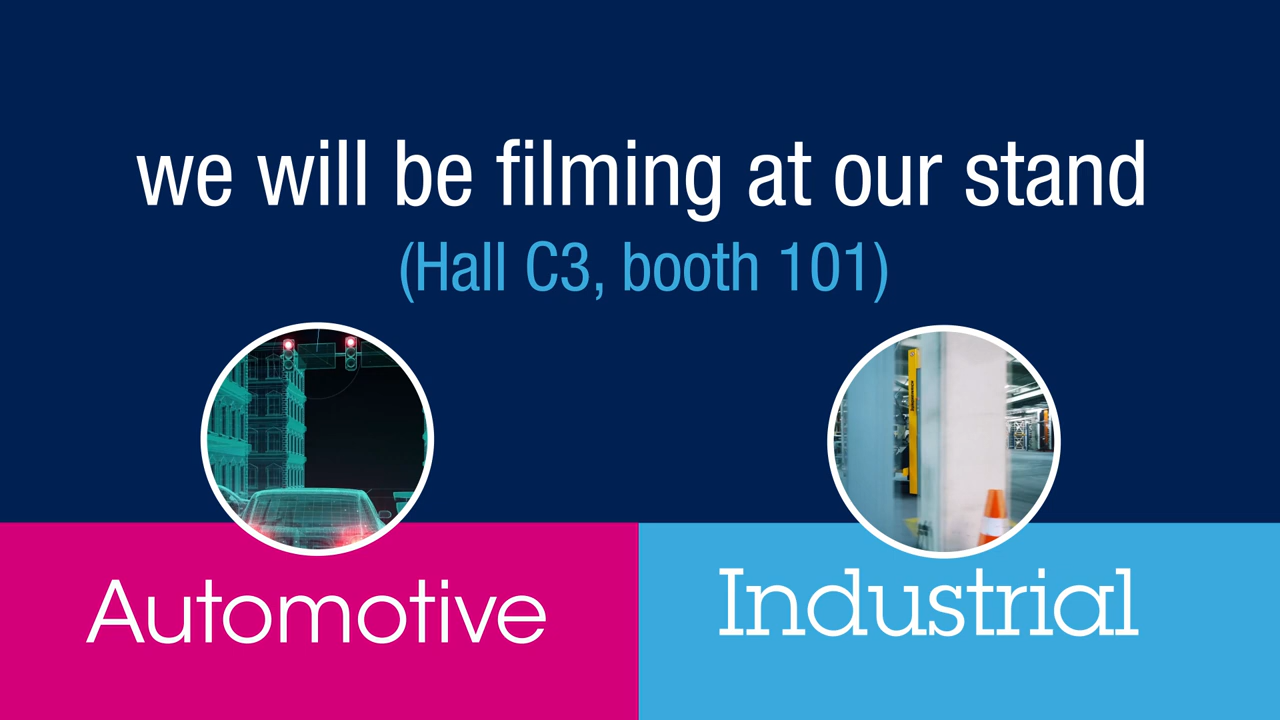 we will be filming at our stand
(Hall C3, booth 101)
Automotive
Industrial